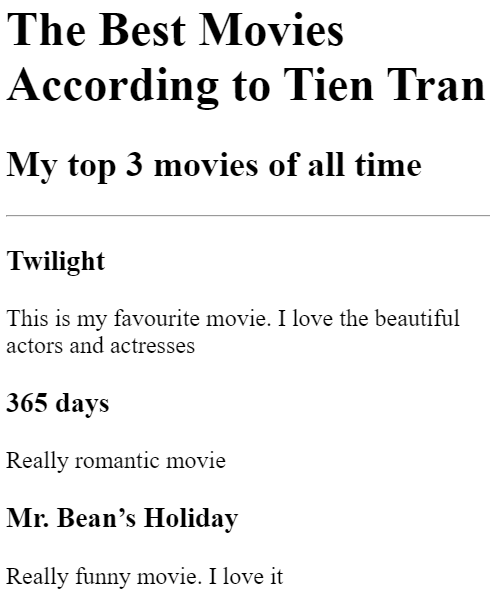 The Best Movies
According to Tien Tran
My top 3 movies of all time
Twilight
This is my favourite movie. I love the beautiful
actors and actresses
365 days
Really romantic movie
Mr. Bean’s Holiday
Really funny movie. I love it